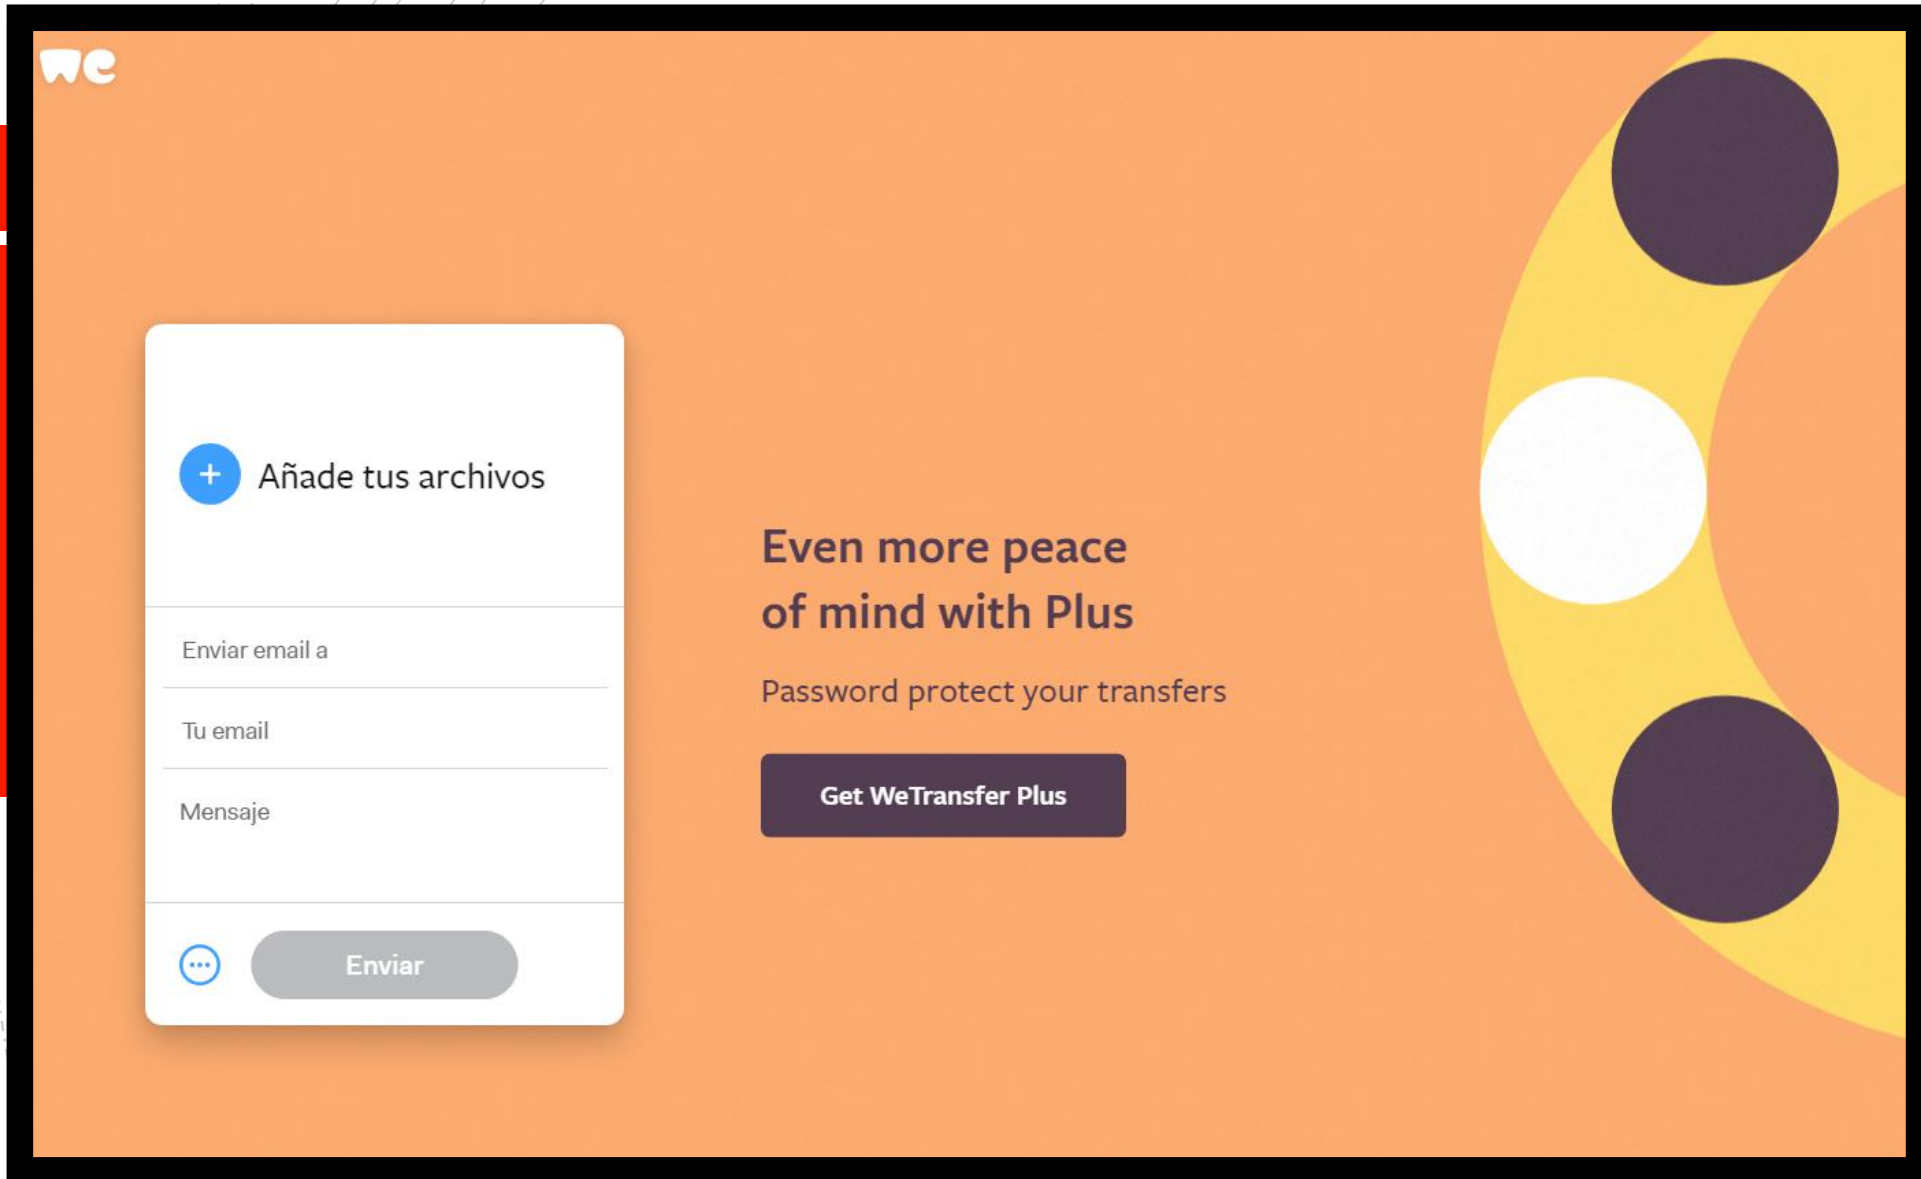 we
Añade tus archivos
Enviar email a
Tu email
Mensaje
Enviar
Even more peace
of mind with Plus
Password protect your transfers
Get WeTransfer Plus